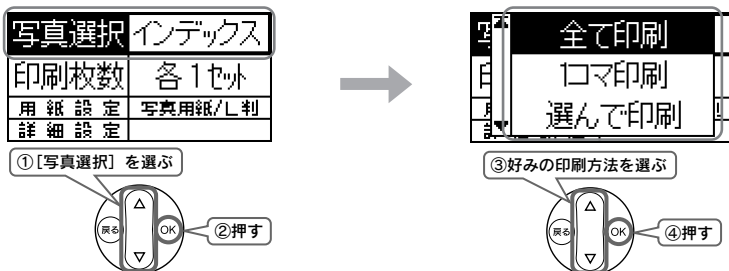 写真選択 インデックス
印刷枚数 各1セット
用紙設定 写真用紙/L判
詳細設定
①[写真選択] を選ぶ
戻る OK
②押す
全て印刷
1コマ印刷
選んで印刷
③好みの印刷方法を選ぶ
戻る OK
④押す